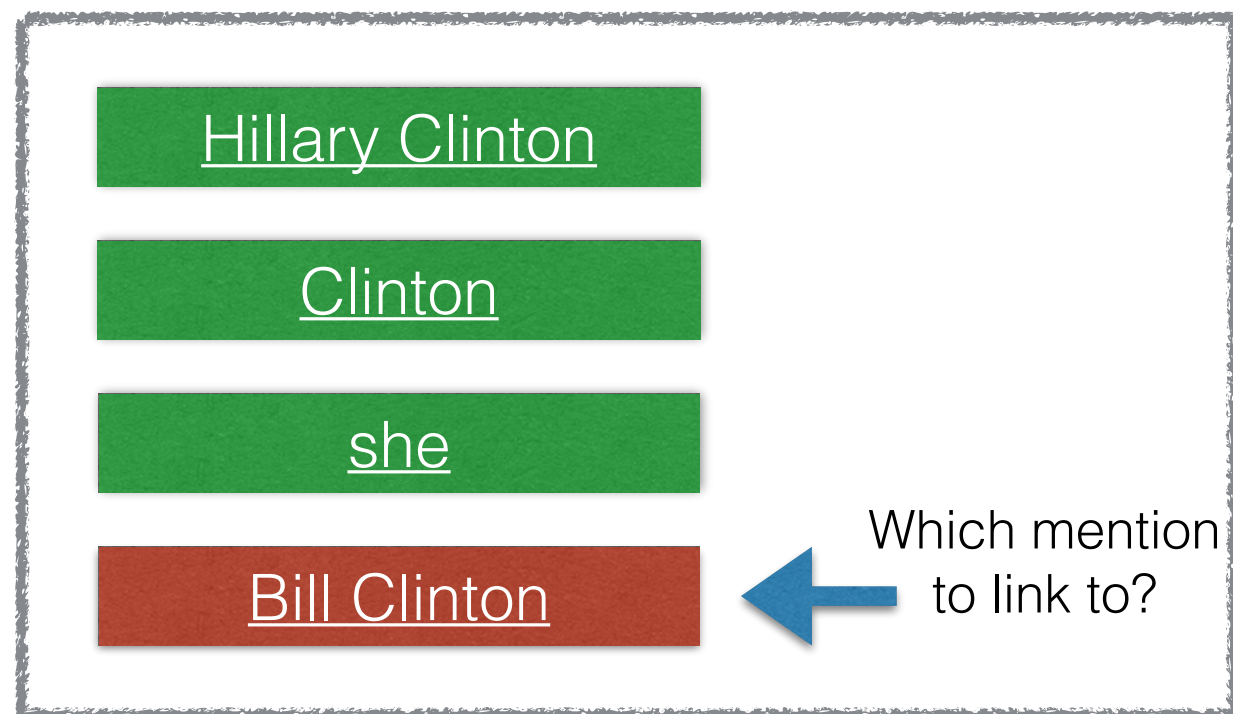 Hillary Clinton
Clinton
she
Bill Clinton
Which mention
to link to?